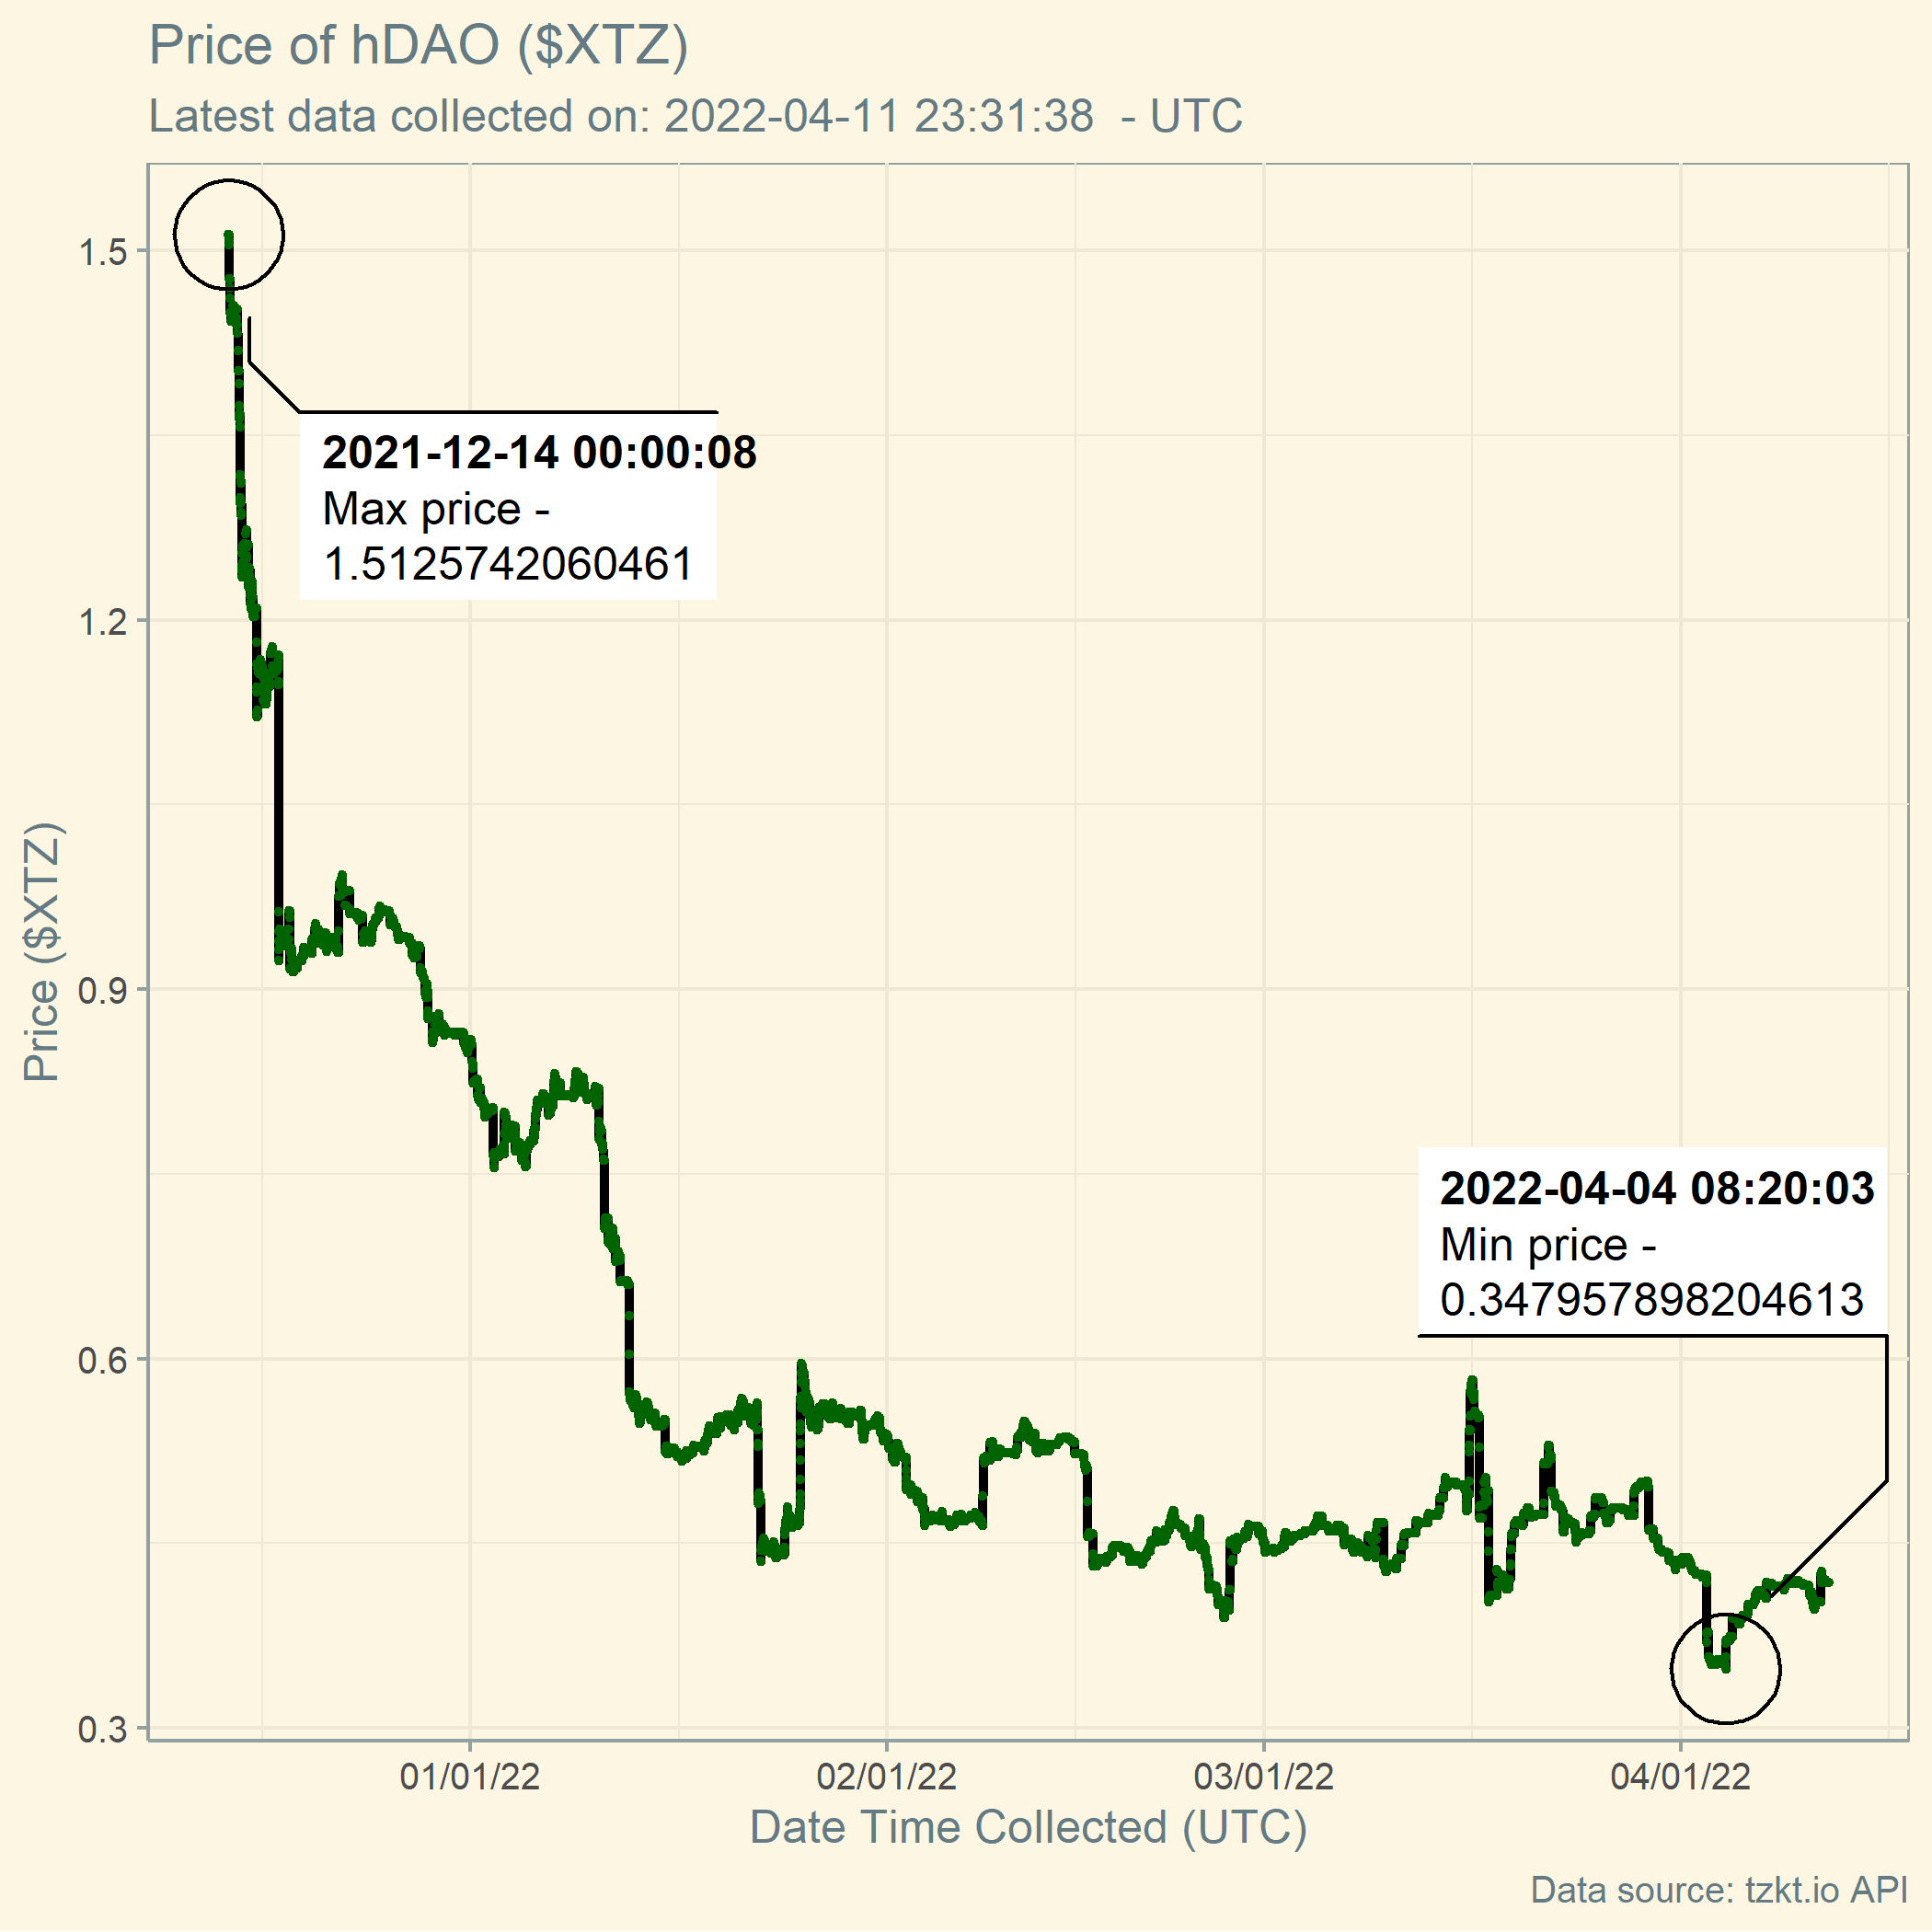 Price of hDAO ($XTZ)
Latest data collected on: 2022-04-11 23:31:38  - UTC
1.5
1.2
0.9
0.6
0.3
Price ($XTZ)
2021-12-14 00:00:08
Max price -
1.5125742060461
2022-04-04 08:20:03
Min price -
0.347957898204613
01/01/22
02/01/22
03/01/22
04/01/22
Date Time Collected (UTC)
Data source: tzkt.io API